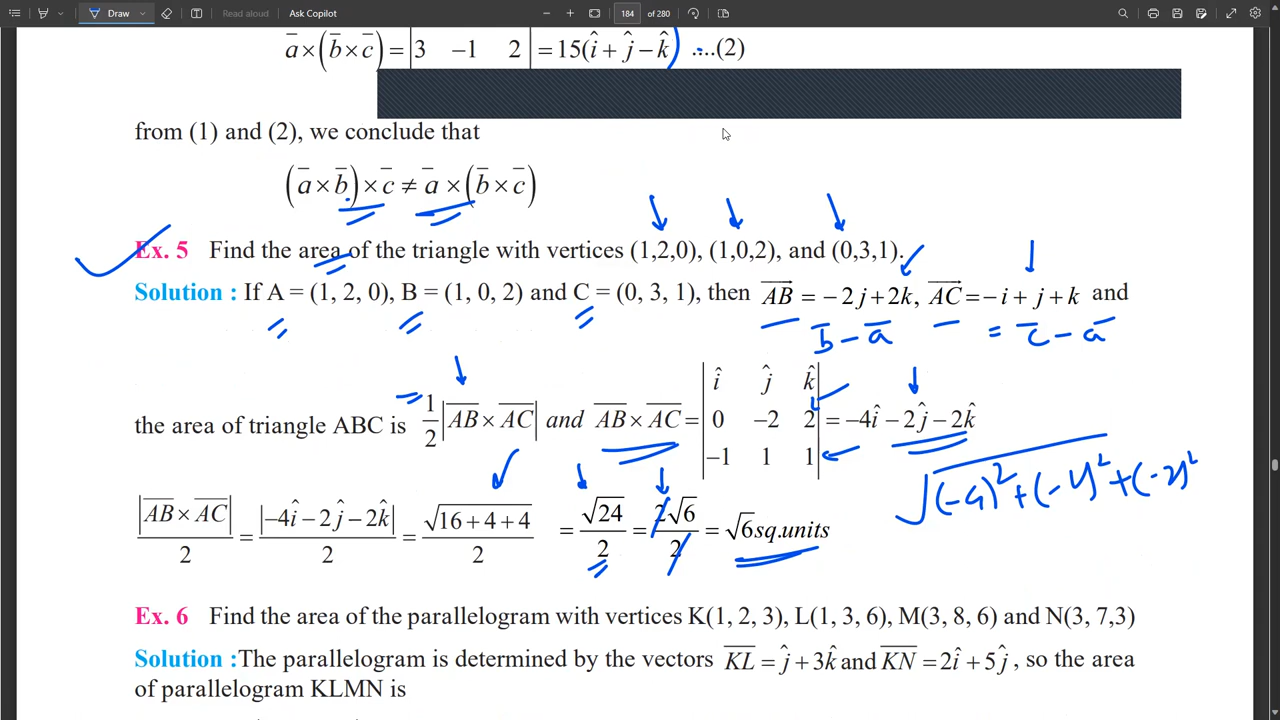 Draw Read aloud Ask Copilot 184 of 280
a̅×(b̅×c̅) = |3 −1 2| = 15(î + ĵ − k̂) ....(2)
from (1) and (2), we conclude that
(a̅×b̅)×c̅ ≠ a̅×(b̅×c̅)
Ex. 5 Find the area of the triangle with vertices (1,2,0), (1,0,2), and (0,3,1).
Solution : If A = (1, 2, 0), B = (1, 0, 2) and C = (0, 3, 1), then AB = −2j+2k, AC = −i + j + k and
b̅ − a̅ = c̅ − a̅
î ĵ k̂
the area of triangle ABC is = 1/2 |AB × AC| and AB × AC = 0 −2 2 = −4î − 2ĵ − 2k̂
−1 1 1
√(−4)² + (−2)² + (−2)²
|AB × AC|/2 = |−4î − 2ĵ − 2k̂|/2 = √16+4+4/2 = √24/2 = 2√6/2 = √6 sq.units
Ex. 6 Find the area of the parallelogram with vertices K(1, 2, 3), L(1, 3, 6), M(3, 8, 6) and N(3, 7,3)
Solution :The parallelogram is determined by the vectors KL = ĵ + 3k̂ and KN = 2î + 5ĵ , so the area
of parallelogram KLMN is